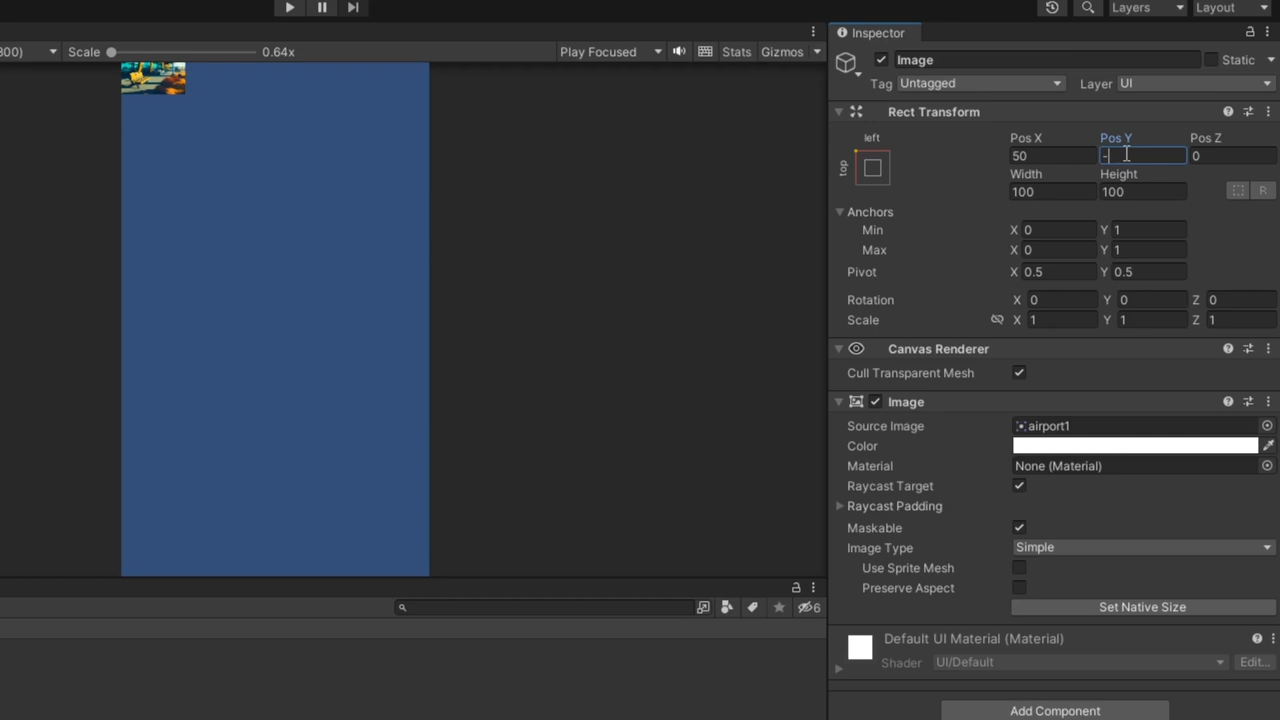 Layers Layout
300) Scale 0.64x Play Focused Stats Gizmos
Inspector
Image Static
Tag Untagged Layer UI
Rect Transform
left
top
Pos X Pos Y Pos Z
50 - 0
Width Height
100 100 R
Anchors
Min X 0 Y 1
Max X 0 Y 1
Pivot X 0.5 Y 0.5
Rotation X 0 Y 0 Z 0
Scale X 1 Y 1 Z 1
Canvas Renderer
Cull Transparent Mesh
Image
Source Image airport1
Color
Material None (Material)
Raycast Target
Raycast Padding
Maskable
Image Type Simple
Use Sprite Mesh
Preserve Aspect
6 Set Native Size
Default UI Material (Material)
Shader UI/Default Edit...
Add Component